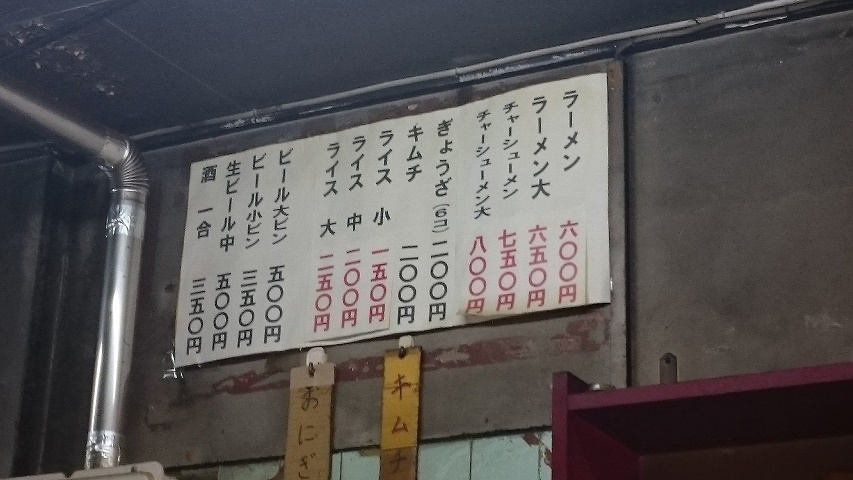 ラーメン 六〇〇円
ラーメン大 六五〇円
チャーシューメン 七五〇円
チャーシューメン大 八〇〇円
ぎょうざ(6コ) 二〇〇円
キムチ 二〇〇円
ライス 小 一五〇円
ライス 中 二〇〇円
ライス 大 二五〇円
ビール大ビン 五〇〇円
ビール小ビン 三五〇円
生ビール中 五〇〇円
酒 一合 三五〇円
キムチ
おにぎ